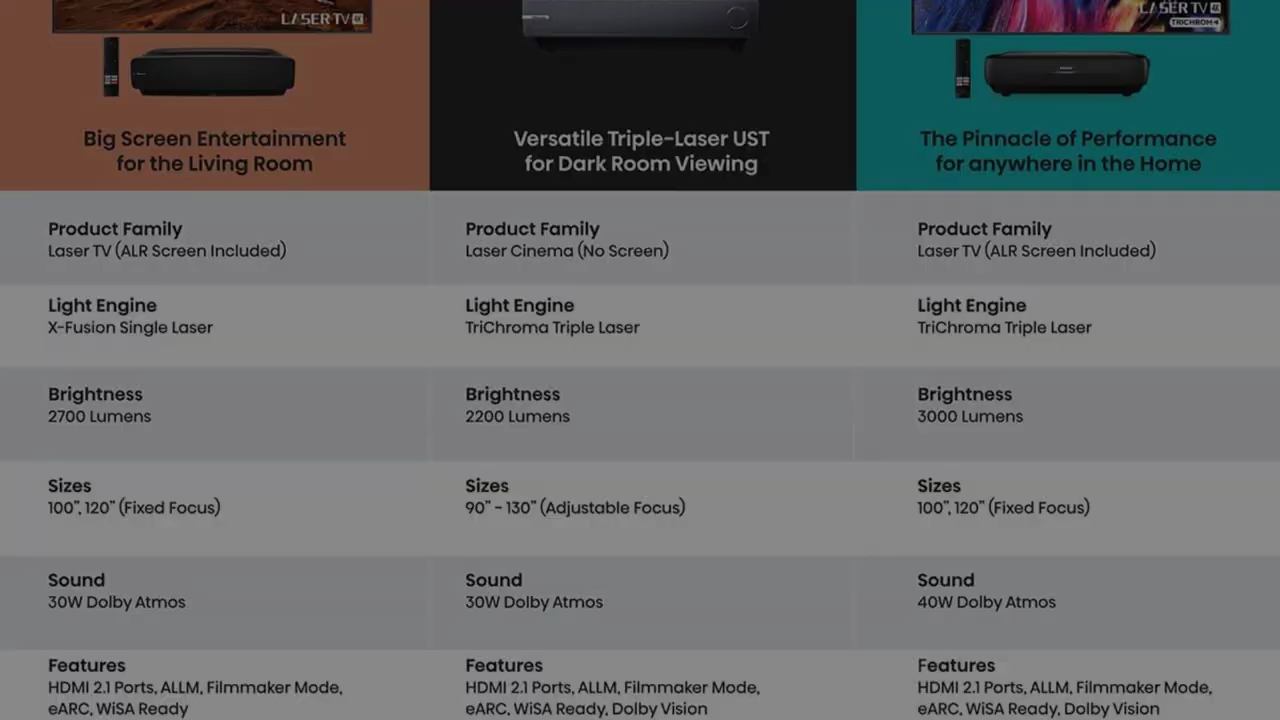 LASER TV 4K
LASER TV 4K
TRICHROMA
Big Screen Entertainment
for the Living Room
Versatile Triple-Laser UST
for Dark Room Viewing
The Pinnacle of Performance
for anywhere in the Home
Product Family
Laser TV (ALR Screen Included)
Product Family
Laser Cinema (No Screen)
Product Family
Laser TV (ALR Screen Included)
Light Engine
X-Fusion Single Laser
Light Engine
TriChroma Triple Laser
Light Engine
TriChroma Triple Laser
Brightness
2700 Lumens
Brightness
2200 Lumens
Brightness
3000 Lumens
Sizes
100”, 120” (Fixed Focus)
Sizes
90” - 130” (Adjustable Focus)
Sizes
100”, 120” (Fixed Focus)
Sound
30W Dolby Atmos
Sound
30W Dolby Atmos
Sound
40W Dolby Atmos
Features
HDMI 2.1 Ports, ALLM, Filmmaker Mode,
eARC, WiSA Ready
Features
HDMI 2.1 Ports, ALLM, Filmmaker Mode,
eARC, WiSA Ready, Dolby Vision
Features
HDMI 2.1 Ports, ALLM, Filmmaker Mode,
eARC, WiSA Ready, Dolby Vision